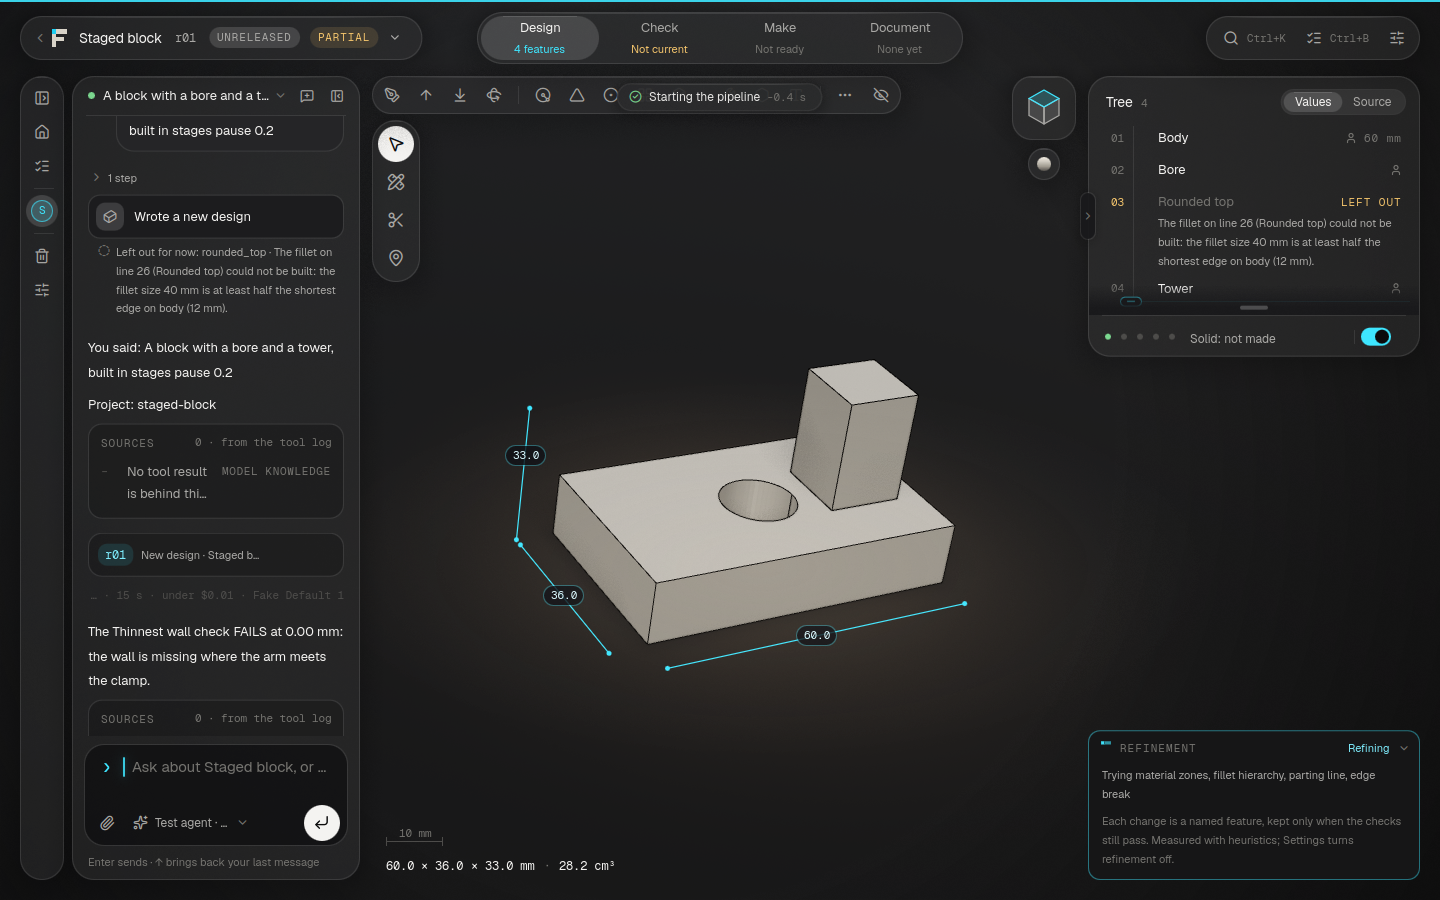 Staged block r01 UNRELEASED PARTIAL
Design
4 features
Check
Not current
Make
Not ready
Document
None yet
Ctrl+K
Ctrl+B
A block with a bore and a t...
built in stages pause 0.2
1 step
Wrote a new design
Left out for now: rounded_top · The fillet on
line 26 (Rounded top) could not be built: the
fillet size 40 mm is at least half the shortest
edge on body (12 mm).
You said: A block with a bore and a tower,
built in stages pause 0.2
Project: staged-block
SOURCES 0 · from the tool log
– No tool result MODEL KNOWLEDGE
is behind thi...
r01 New design · Staged b...
… · 15 s · under $0.01 · Fake Default 1
The Thinnest wall check FAILS at 0.00 mm:
the wall is missing where the arm meets
the clamp.
SOURCES 0 · from the tool log
Ask about Staged block, or ...
Test agent · ...
Enter sends · ↑ brings back your last message
Starting the pipeline −0.4 s
33.0
36.0
60.0
10 mm
60.0 × 36.0 × 33.0 mm · 28.2 cm³
Tree 4
Values Source
01 Body 60 mm
02 Bore
03 Rounded top LEFT OUT
The fillet on line 26 (Rounded top) could not be
built: the fillet size 40 mm is at least half the
shortest edge on body (12 mm).
04 Tower
Solid: not made
REFINEMENT Refining
Trying material zones, fillet hierarchy, parting line, edge
break
Each change is a named feature, kept only when the checks
still pass. Measured with heuristics; Settings turns
refinement off.
S